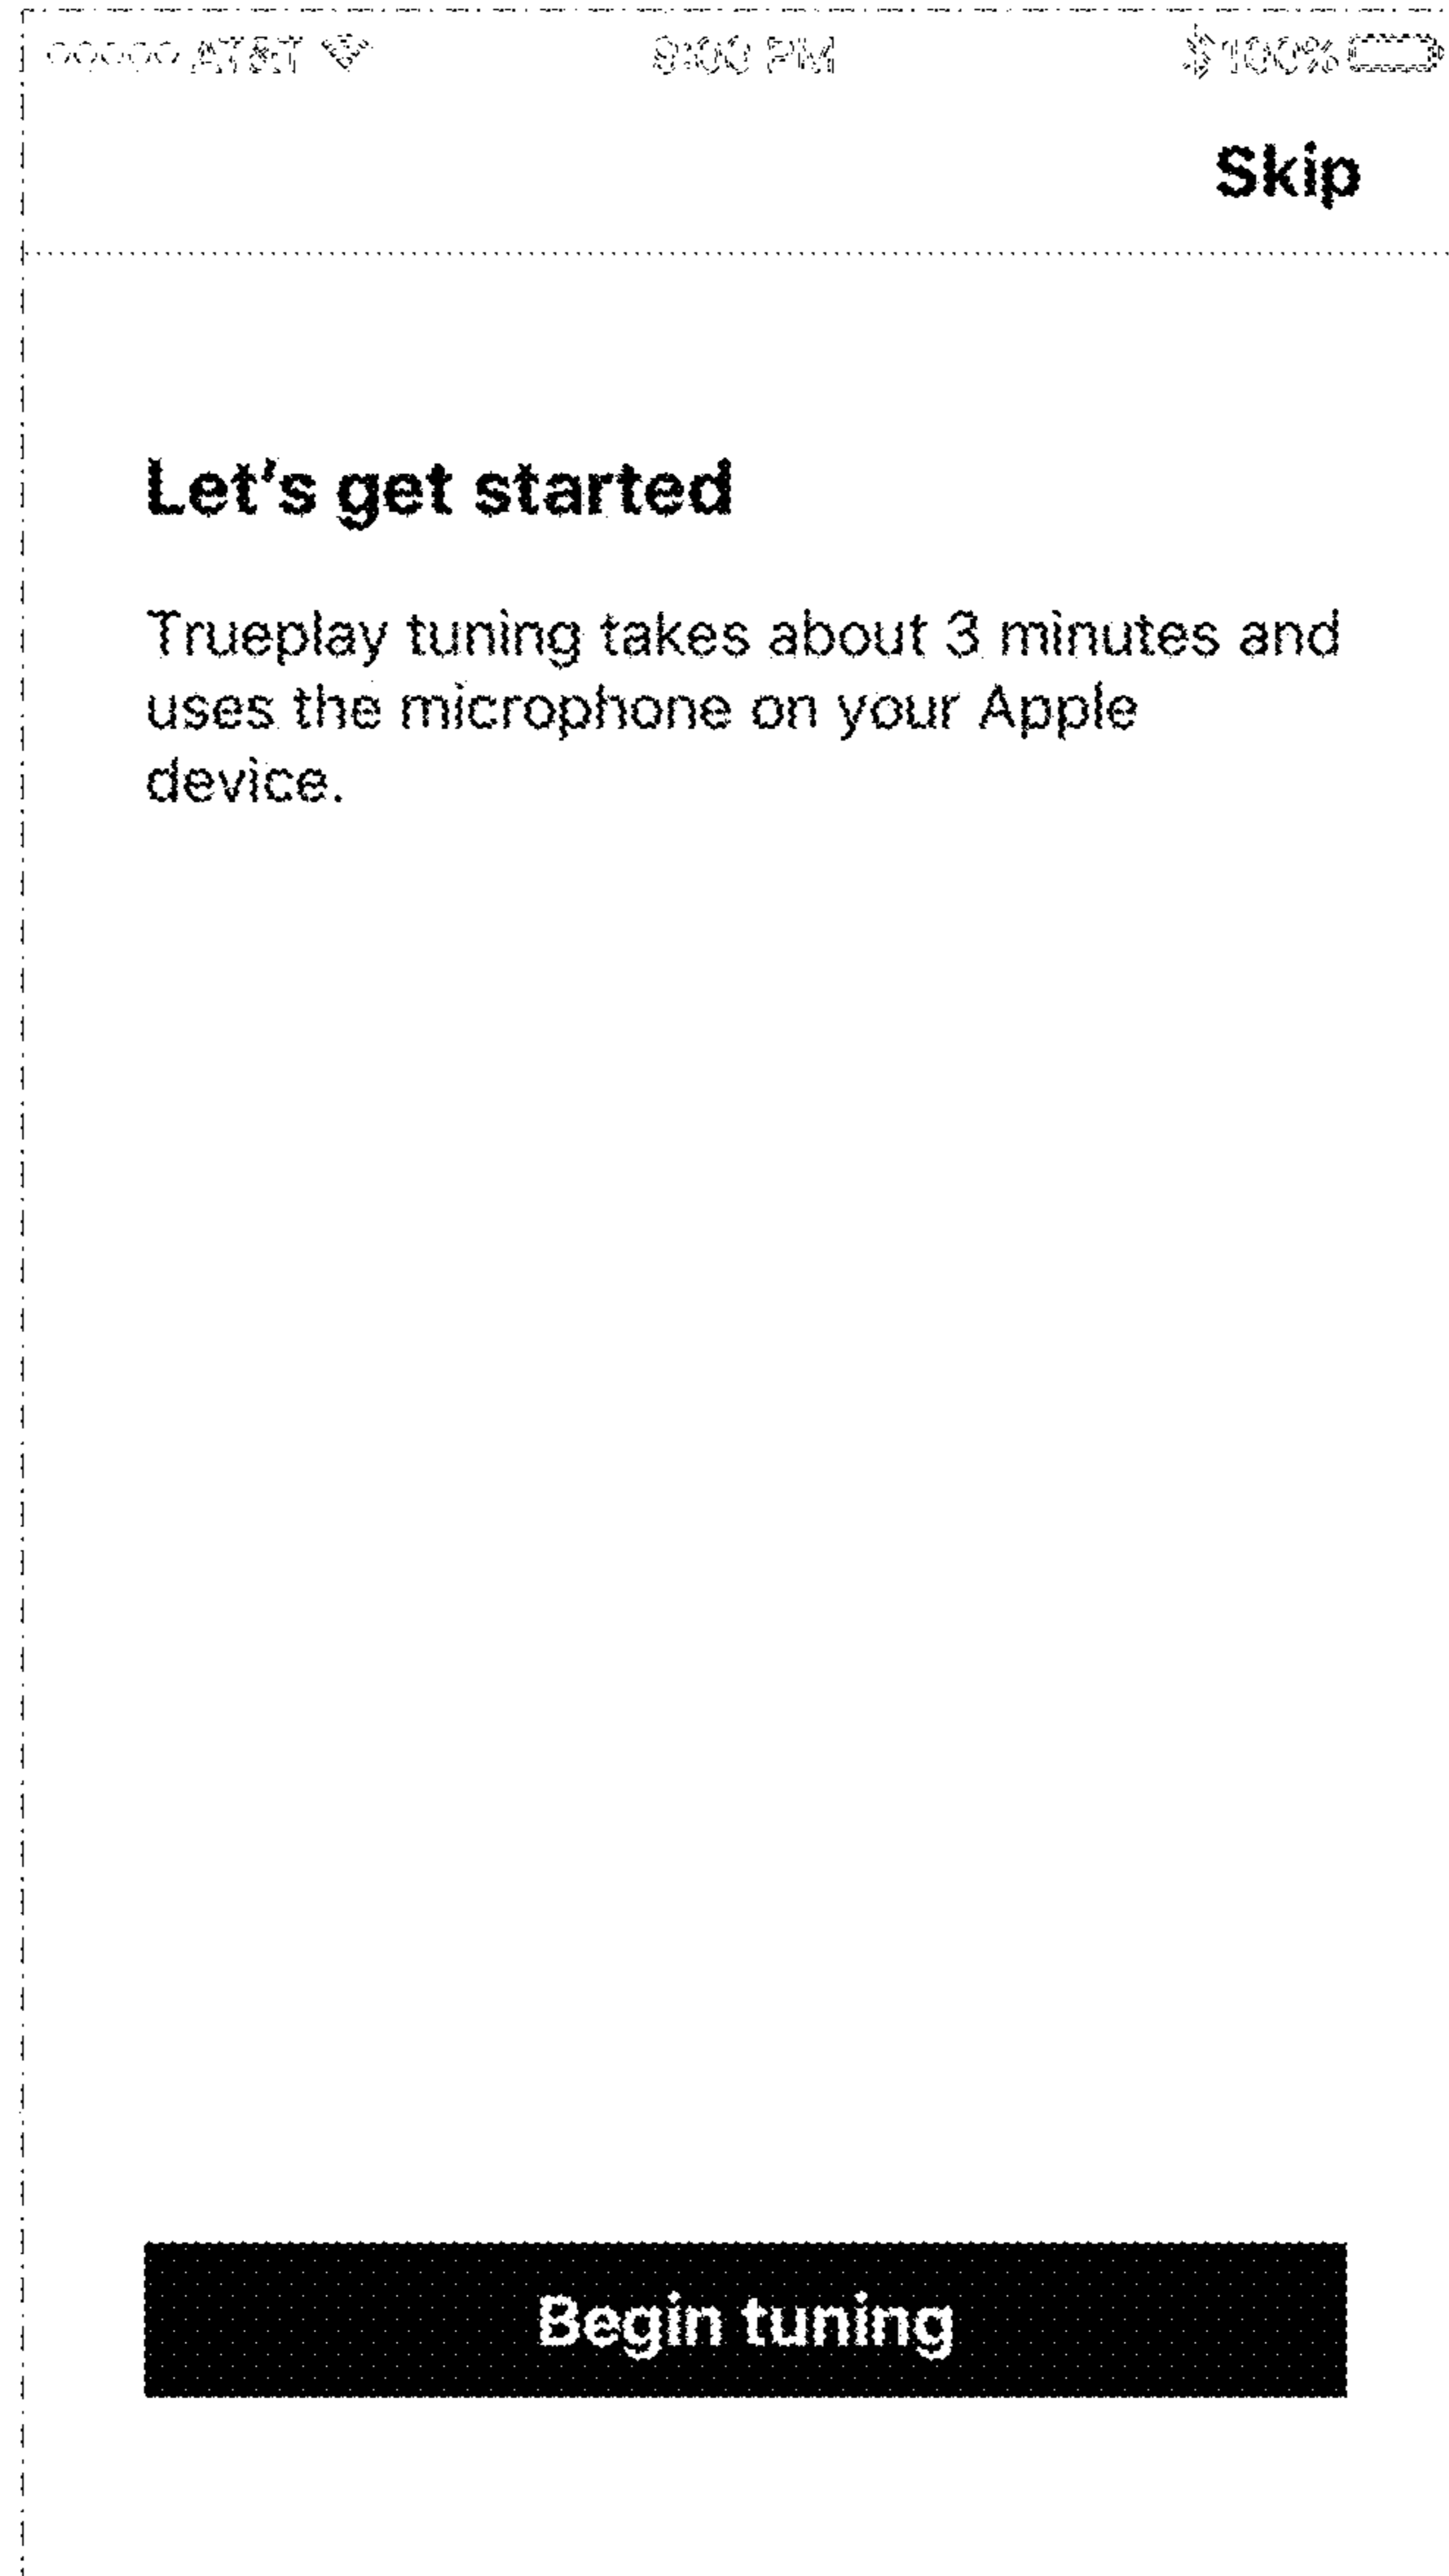 AT&T 9:00 PM 100%
Skip
Let's get started
Trueplay tuning takes about 3 minutes and
uses the microphone on your Apple
device.
Begin tuning